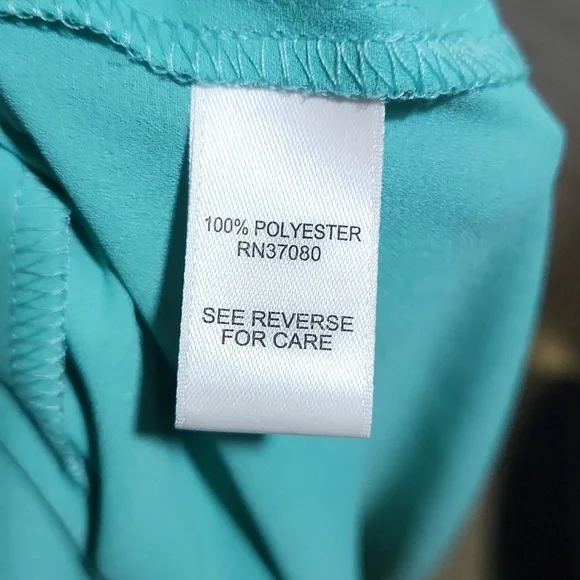 100% POLYESTER
RN37080
SEE REVERSE
FOR CARE